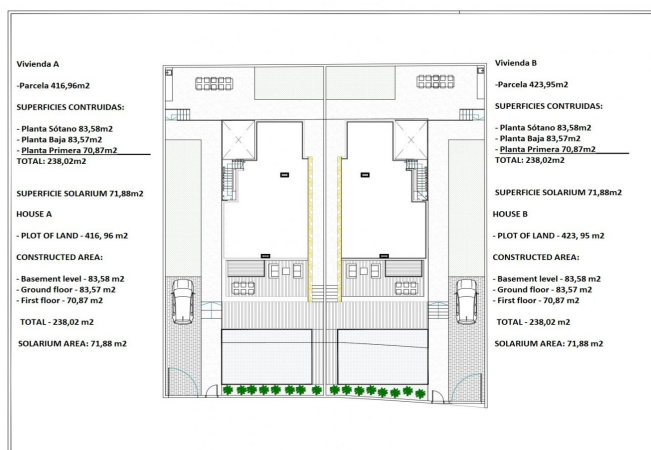 Vivienda A
-Parcela 416,96m2
SUPERFICIES CONTRUIDAS:
- Planta Sótano 83,58m2
- Planta Baja 83,57m2
- Planta Primera 70,87m2
TOTAL: 238,02m2
SUPERFICIE SOLARIUM 71,88m2
HOUSE A
- PLOT OF LAND - 416, 96 m2
CONSTRUCTED AREA:
- Basement level - 83,58 m2
- Ground floor - 83,57 m2
- First floor - 70,87 m2
TOTAL - 238,02 m2
SOLARIUM AREA: 71,88 m2
Vivienda B
-Parcela 423,95m2
SUPERFICIES CONTRUIDAS:
- Planta Sótano 83,58m2
- Planta Baja 83,57m2
- Planta Primera 70,87m2
TOTAL: 238,02m2
SUPERFICIE SOLARIUM 71,88m2
HOUSE B
- PLOT OF LAND - 423, 95 m2
CONSTRUCTED AREA:
- Basement level - 83,58 m2
- Ground floor - 83,57 m2
- First floor - 70,87 m2
TOTAL - 238,02 m2
SOLARIUM AREA: 71,88 m2